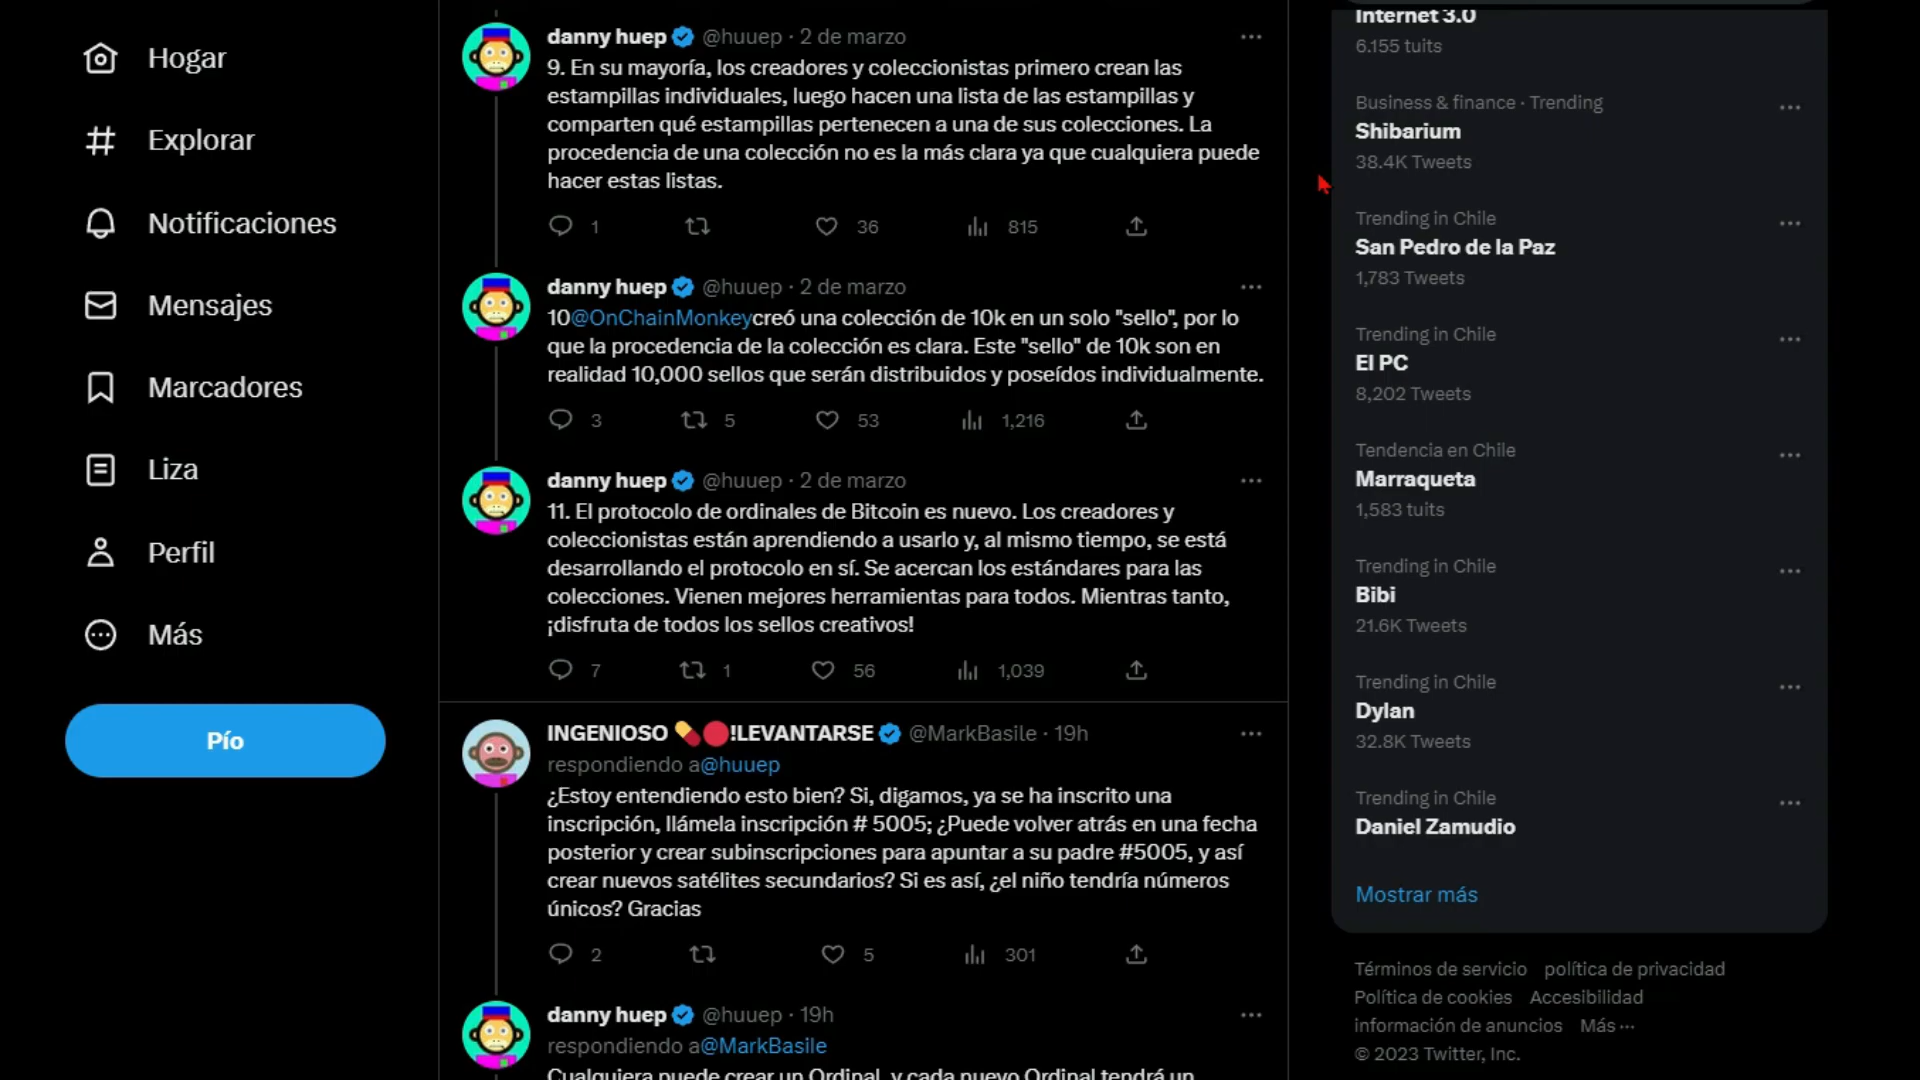 Hogar
Explorar
Notificaciones
Mensajes
Marcadores
Liza
Perfil
Más
Pío
danny huep @huuep · 2 de marzo
9. En su mayoría, los creadores y coleccionistas primero crean las
estampillas individuales, luego hacen una lista de las estampillas y
comparten qué estampillas pertenecen a una de sus colecciones. La
procedencia de una colección no es la más clara ya que cualquiera puede
hacer estas listas.
1 36 815
danny huep @huuep · 2 de marzo
10@OnChainMonkeycreó una colección de 10k en un solo "sello", por lo
que la procedencia de la colección es clara. Este "sello" de 10k son en
realidad 10,000 sellos que serán distribuidos y poseídos individualmente.
3 5 53 1,216
danny huep @huuep · 2 de marzo
11. El protocolo de ordinales de Bitcoin es nuevo. Los creadores y
coleccionistas están aprendiendo a usarlo y, al mismo tiempo, se está
desarrollando el protocolo en sí. Se acercan los estándares para las
colecciones. Vienen mejores herramientas para todos. Mientras tanto,
¡disfruta de todos los sellos creativos!
7 1 56 1,039
INGENIOSO 💊🔴!LEVANTARSE @MarkBasile · 19h
respondiendo a@huuep
¿Estoy entendiendo esto bien? Si, digamos, ya se ha inscrito una
inscripción, llámela inscripción # 5005; ¿Puede volver atrás en una fecha
posterior y crear subinscripciones para apuntar a su padre #5005, y así
crear nuevos satélites secundarios? Si es así, ¿el niño tendría números
únicos? Gracias
2 5 301
danny huep @huuep · 19h
respondiendo a@MarkBasile
Cualquiera puede crear un Ordinal, y cada nuevo Ordinal tendrá un
Internet 3.0
6.155 tuits
Business & finance · Trending
Shibarium
38.4K Tweets
Trending in Chile
San Pedro de la Paz
1,783 Tweets
Trending in Chile
El PC
8,202 Tweets
Tendencia en Chile
Marraqueta
1,583 tuits
Trending in Chile
Bibi
21.6K Tweets
Trending in Chile
Dylan
32.8K Tweets
Trending in Chile
Daniel Zamudio
Mostrar más
Términos de servicio política de privacidad
Política de cookies Accesibilidad
información de anuncios Más ···
© 2023 Twitter, Inc.